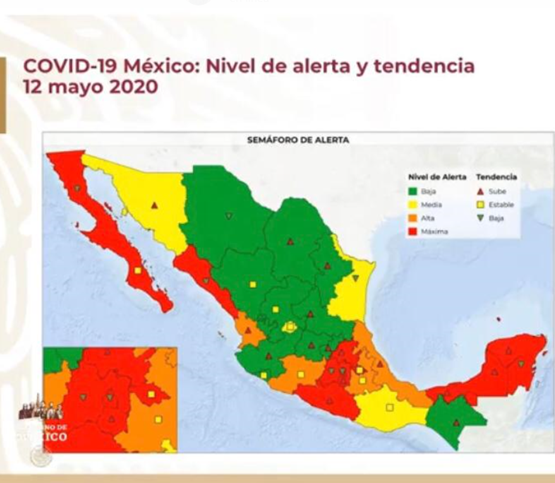 COVID-19 México: Nivel de alerta y tendencia
12 mayo 2020
SEMÁFORO DE ALERTA
Nivel de Alerta Tendencia
Baja Sube
Media Estable
Alta Baja
Máxima